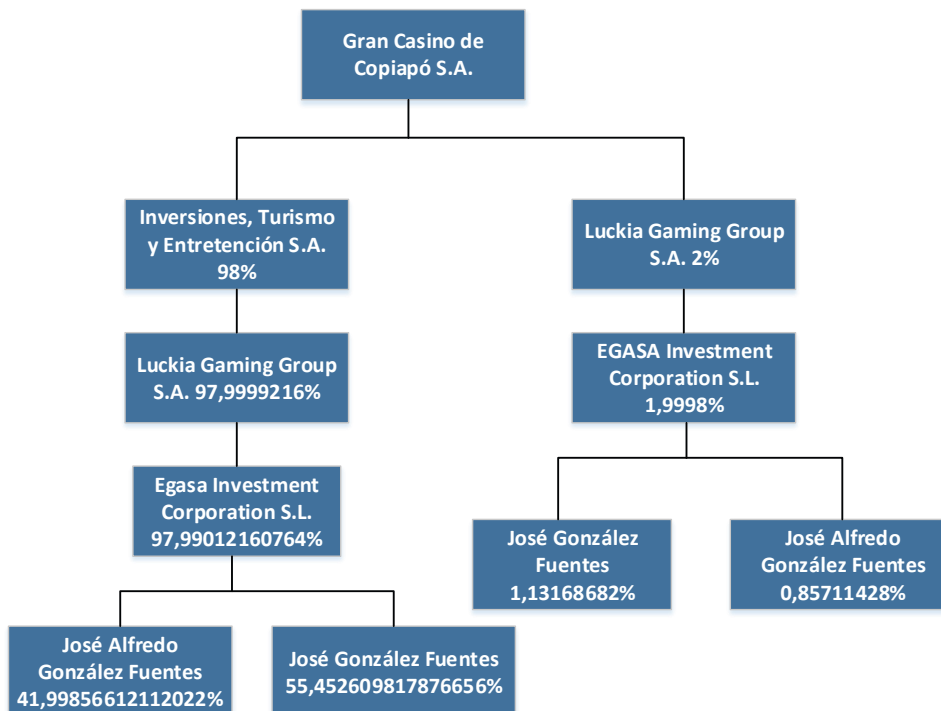 Gran Casino de
Copiapó S.A.
Inversiones, Turismo
y Entretención S.A.
98%
Luckia Gaming Group
S.A. 2%
Luckia Gaming Group
S.A. 97,9999216%
EGASA Investment
Corporation S.L.
1,9998%
Egasa Investment
Corporation S.L.
97,99012160764%
José González
Fuentes
1,13168682%
José Alfredo
González Fuentes
0,85711428%
José Alfredo
González Fuentes
41,99856612112022%
José González Fuentes
55,452609817876656%